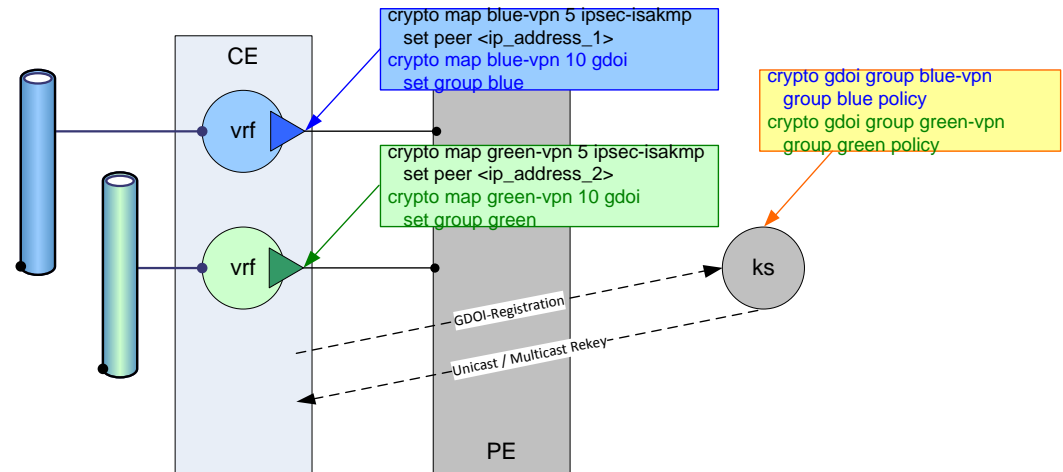 crypto map blue-vpn 5 ipsec-isakmp
set peer <ip_address_1>
crypto map blue-vpn 10 gdoi
set group blue
CE
vrf
crypto gdoi group blue-vpn
group blue policy
crypto gdoi group green-vpn
group green policy
crypto map green-vpn 5 ipsec-isakmp
set peer <ip_address_2>
crypto map green-vpn 10 gdoi
set group green
vrf
ks
GDOI-Registration
Unicast / Multicast Rekey
PE